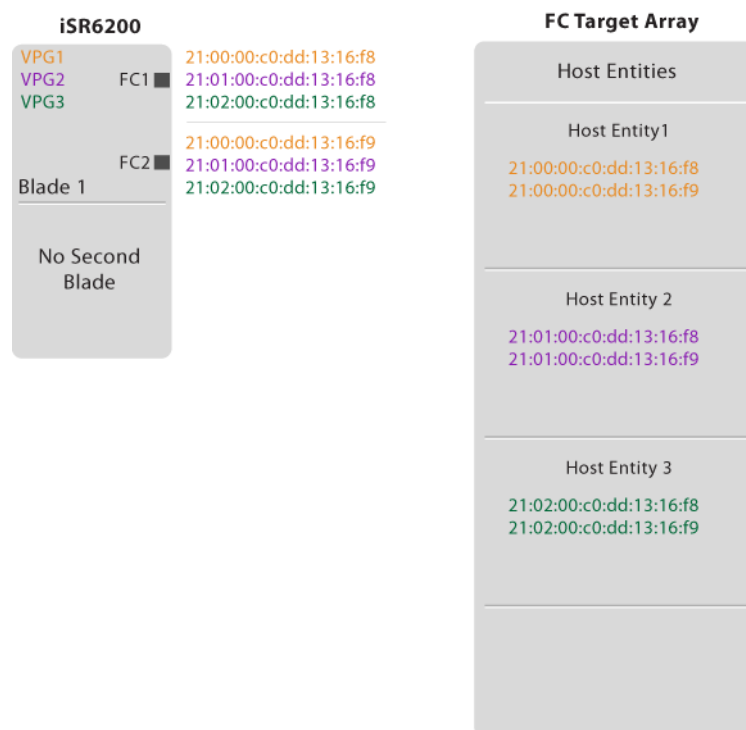 iSR6200
VPG1
VPG2
VPG3
FC1
21:00:00:c0:dd:13:16:f8
21:01:00:c0:dd:13:16:f8
21:02:00:c0:dd:13:16:f8
FC2
21:00:00:c0:dd:13:16:f9
21:01:00:c0:dd:13:16:f9
21:02:00:c0:dd:13:16:f9
Blade 1
No Second
Blade
FC Target Array
Host Entities
Host Entity1
21:00:00:c0:dd:13:16:f8
21:00:00:c0:dd:13:16:f9
Host Entity 2
21:01:00:c0:dd:13:16:f8
21:01:00:c0:dd:13:16:f9
Host Entity 3
21:02:00:c0:dd:13:16:f8
21:02:00:c0:dd:13:16:f9